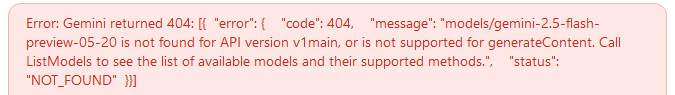 Error: Gemini returned 404: [{ "error": { "code": 404, "message": "models/gemini-2.5-flash-
preview-05-20 is not found for API version v1main, or is not supported for generateContent. Call
ListModels to see the list of available models and their supported methods.", "status":
"NOT_FOUND" }}]